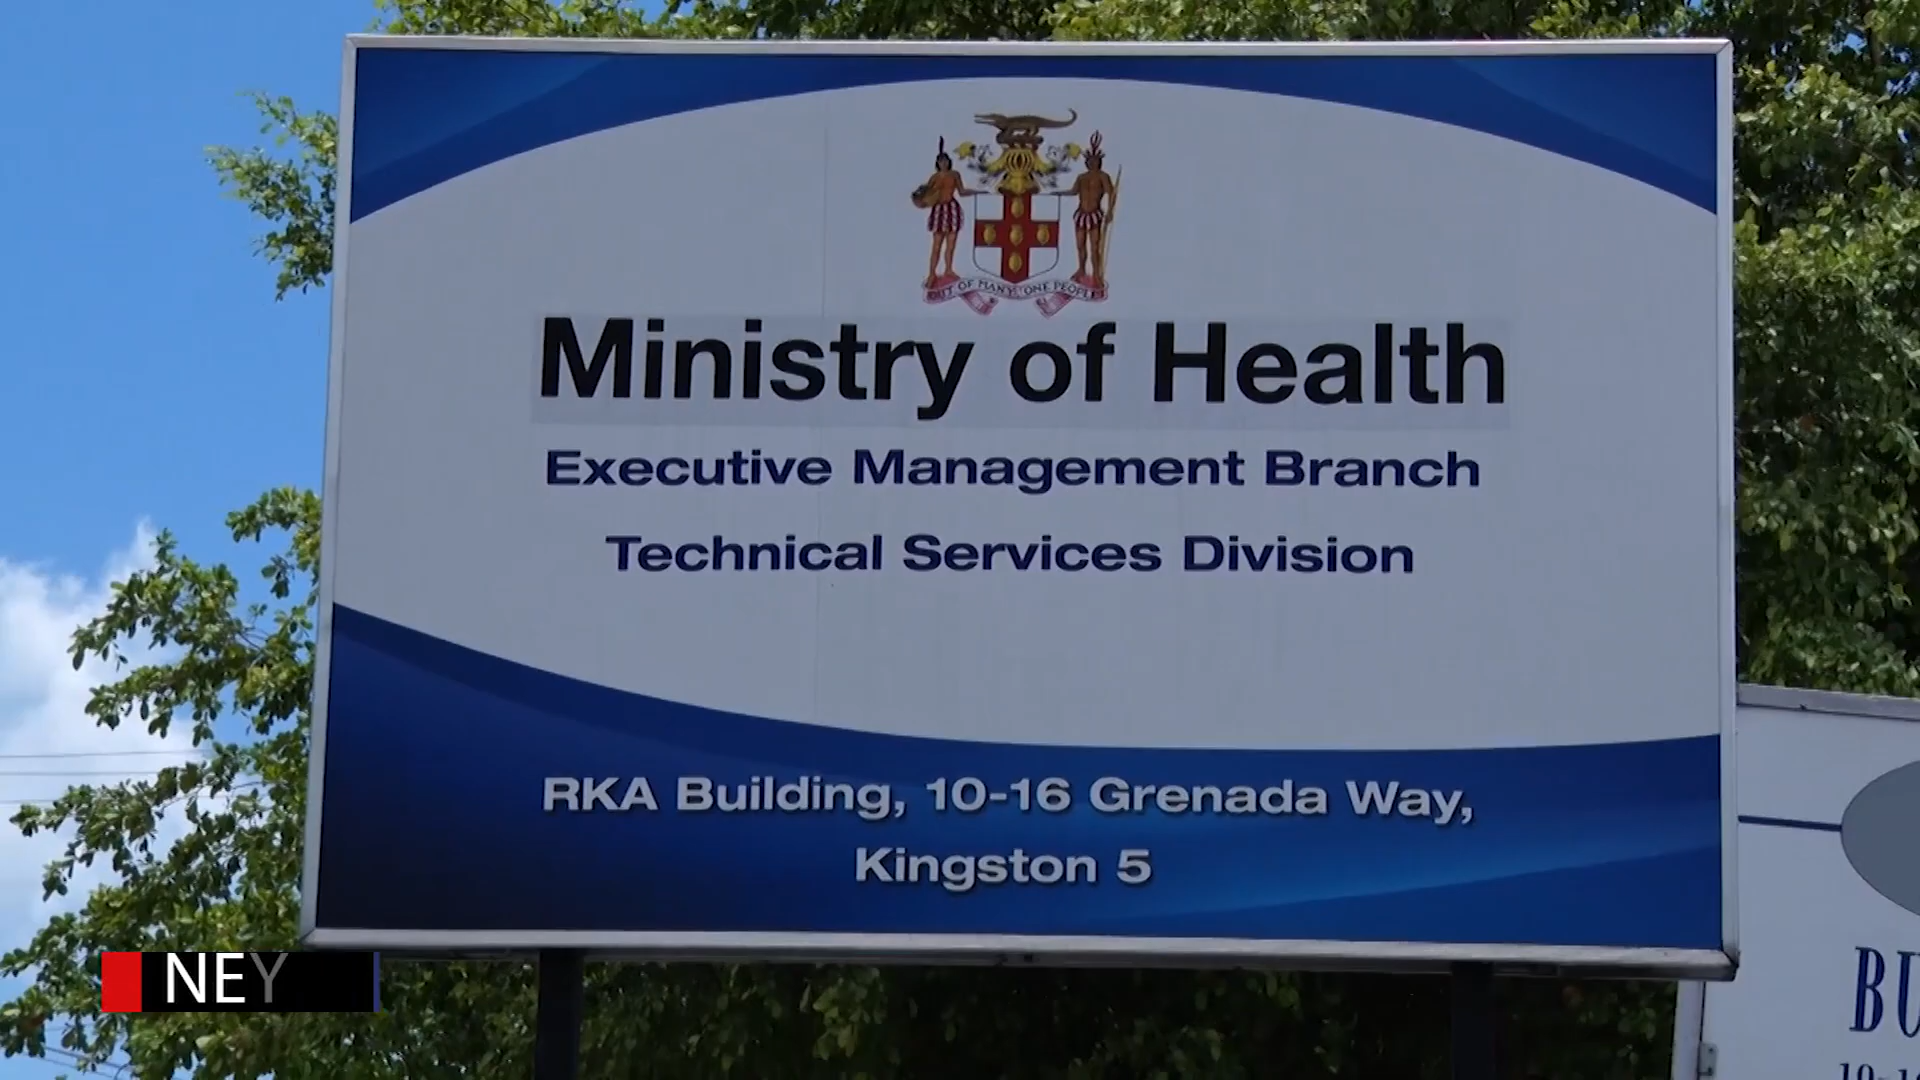 OUT OF MANY, ONE PEOPLE
Ministry of Health
Executive Management Branch
Technical Services Division
RKA Building, 10-16 Grenada Way,
Kingston 5
NEY
BU